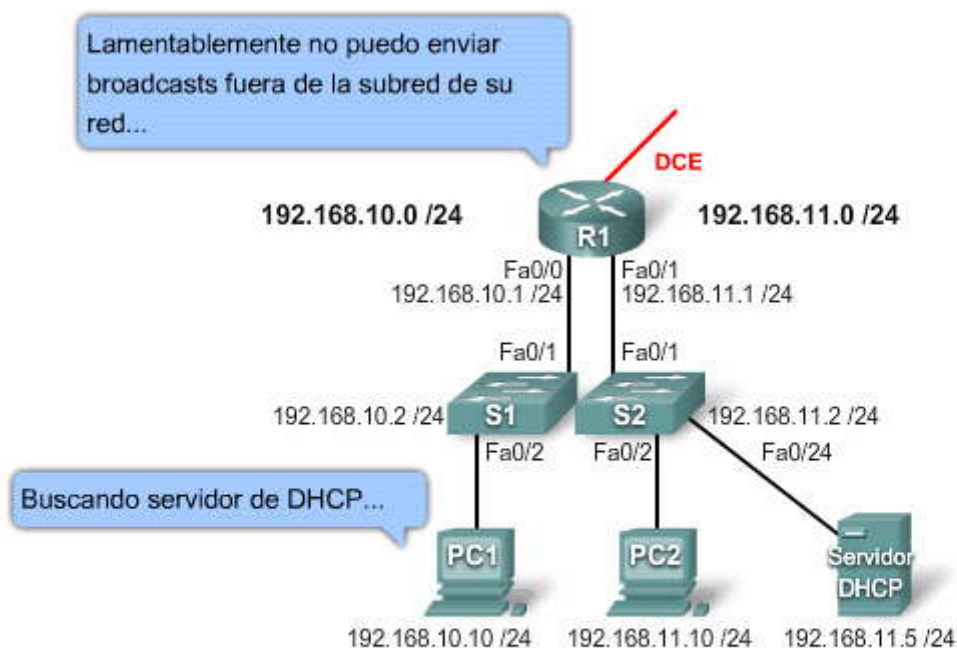 Lamentablemente no puedo enviar
broadcasts fuera de la subred de su
red...
DCE
192.168.10.0 /24
192.168.11.0 /24
R1
Fa0/0
Fa0/1
192.168.10.1 /24
192.168.11.1 /24
Fa0/1
Fa0/1
192.168.10.2 /24
S1
S2
192.168.11.2 /24
Fa0/2
Fa0/2
Fa0/24
Buscando servidor de DHCP...
PC1
PC2
Servidor
DHCP
192.168.10.10 /24
192.168.11.10 /24
192.168.11.5 /24